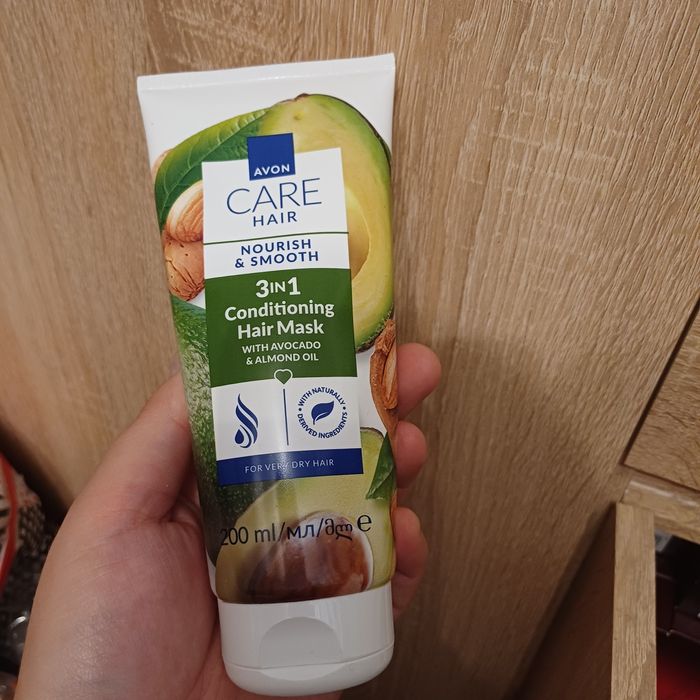 AVON
CARE
HAIR
NOURISH
& SMOOTH
3IN1
Conditioning
Hair Mask
WITH AVOCADO
& ALMOND OIL
• WITH NATURALLY •
DERIVED INGREDIENTS
FOR VERY DRY HAIR
200 ml/мл/მლ e